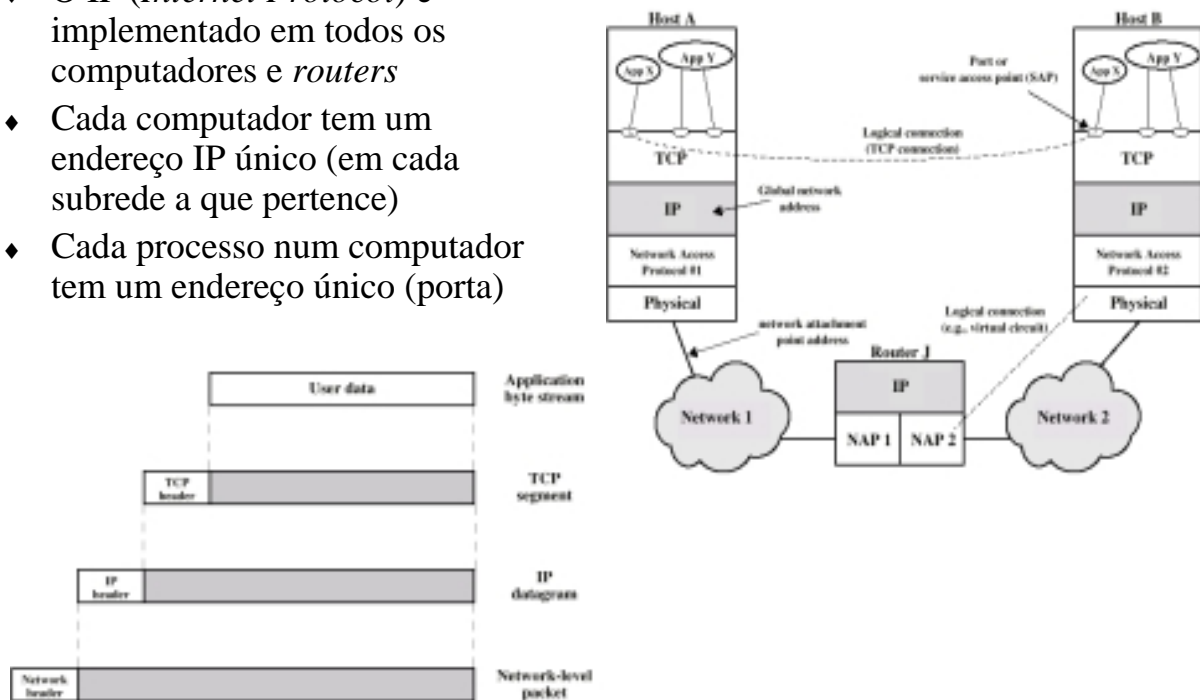 O IP (Internet Protocol) é
implementado em todos os
computadores e routers
♦ Cada computador tem um
endereço IP único (em cada
subrede a que pertence)
♦ Cada processo num computador
tem um endereço único (porta)
Host A
Host B
App X
App Y
App X
App Y
Port or
service access point (SAP)
Logical connection
(TCP connection)
TCP
TCP
Global network
address
IP
IP
Network Access
Protocol #1
Network Access
Protocol #2
Physical
Physical
Logical connection
(e.g., virtual circuit)
network attachment
point address
Router J
IP
Network 1
NAP 1
NAP 2
Network 2
User data
Application
byte stream
TCP
header
TCP
segment
IP
header
IP
datagram
Network
header
Network-level
packet